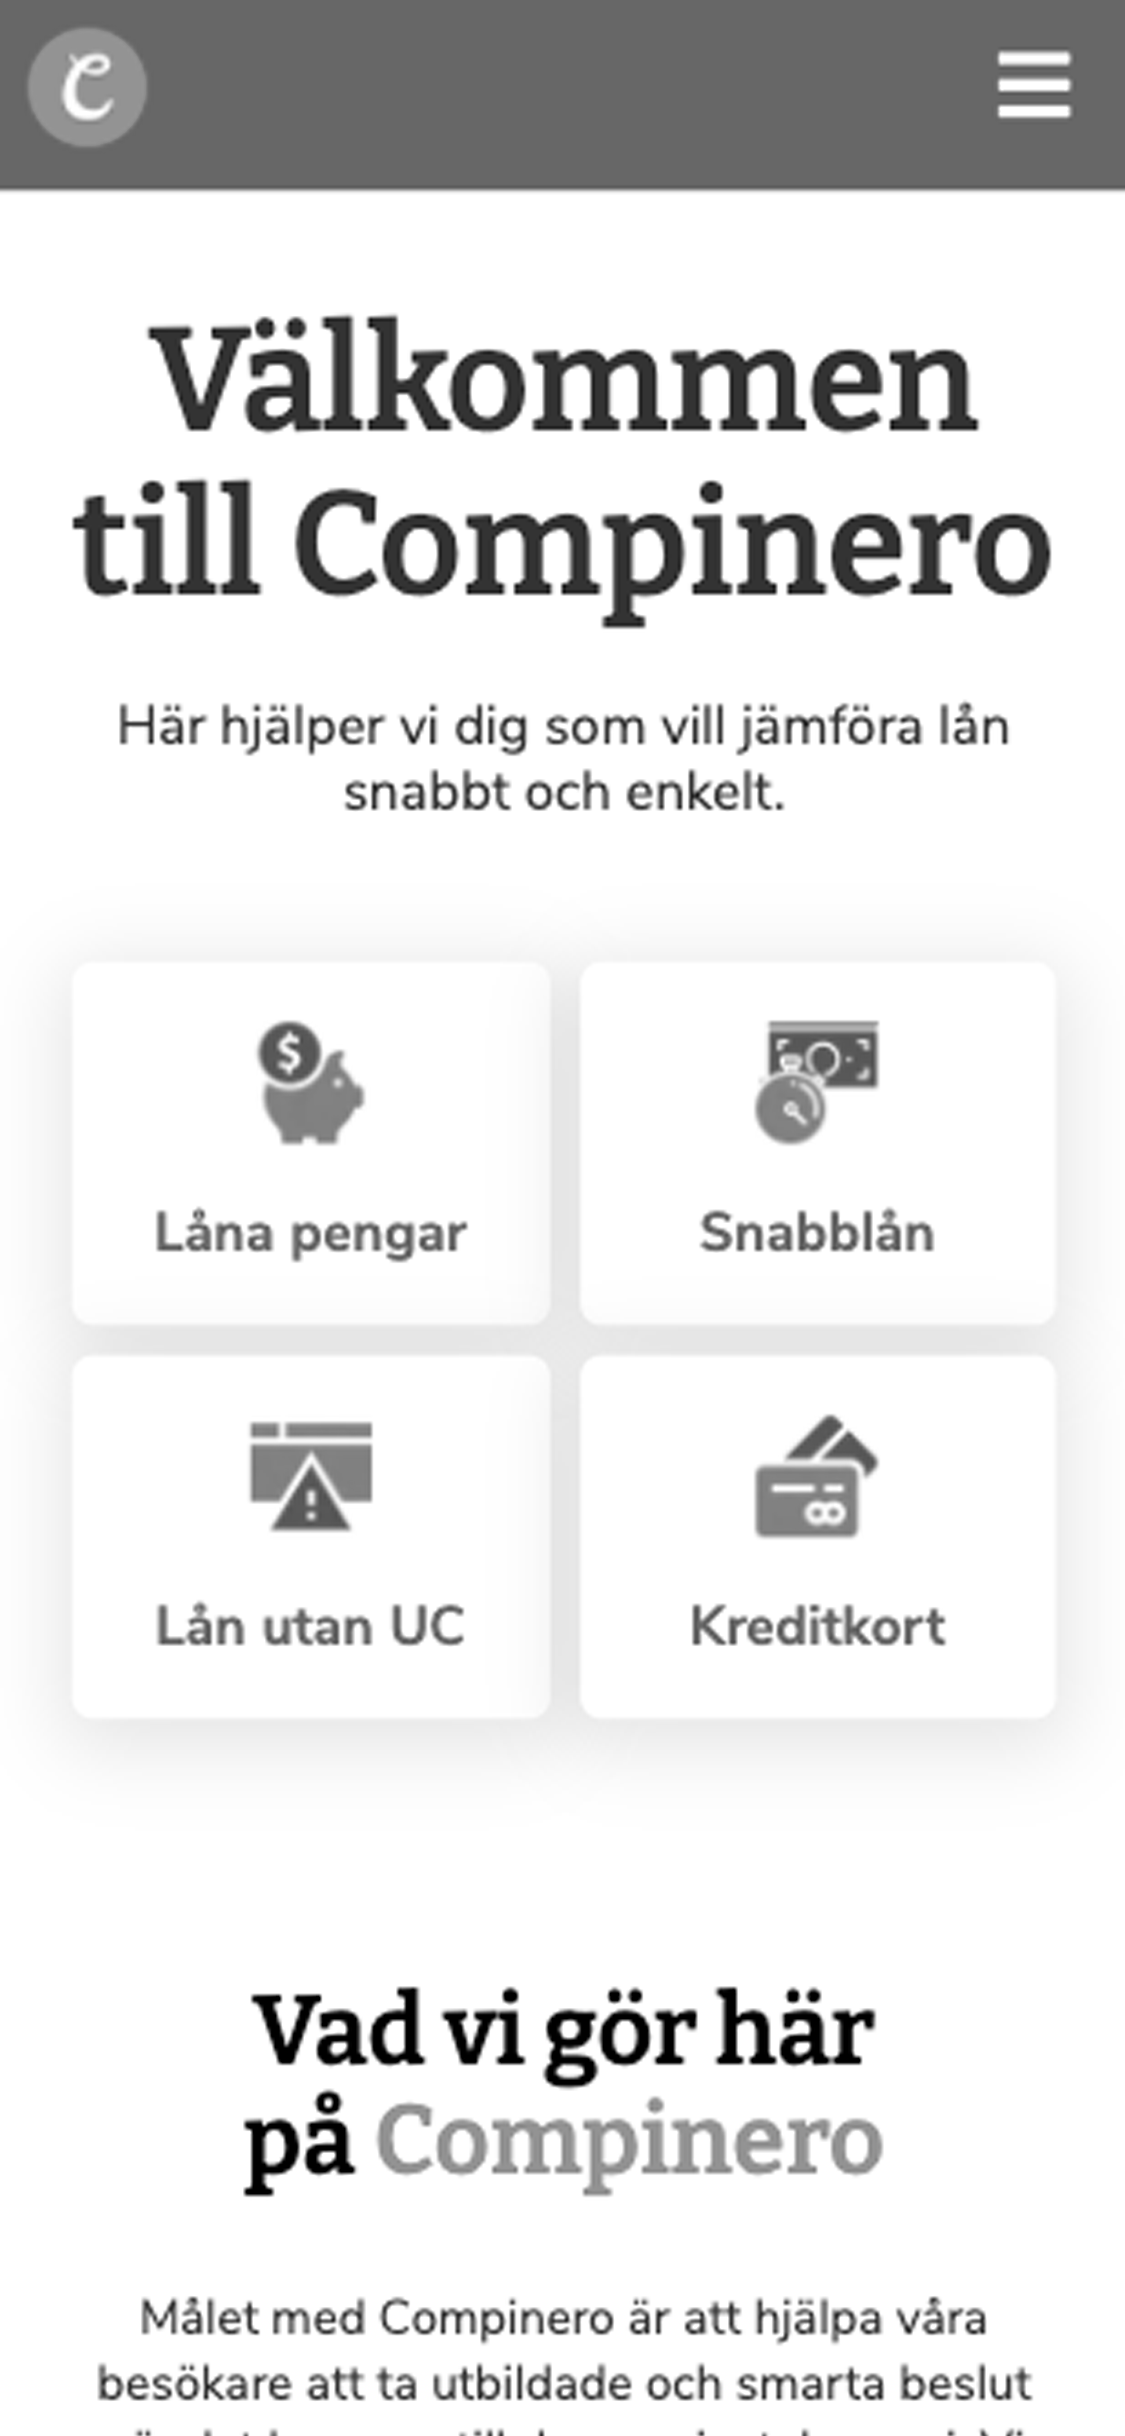 C
Välkommen
till Compinero
Här hjälper vi dig som vill jämföra lån
snabbt och enkelt.
$
Låna pengar
Snabblån
!
Lån utan UC
Kreditkort
Vad vi gör här
på Compinero
Målet med Compinero är att hjälpa våra
besökare att ta utbildade och smarta beslut